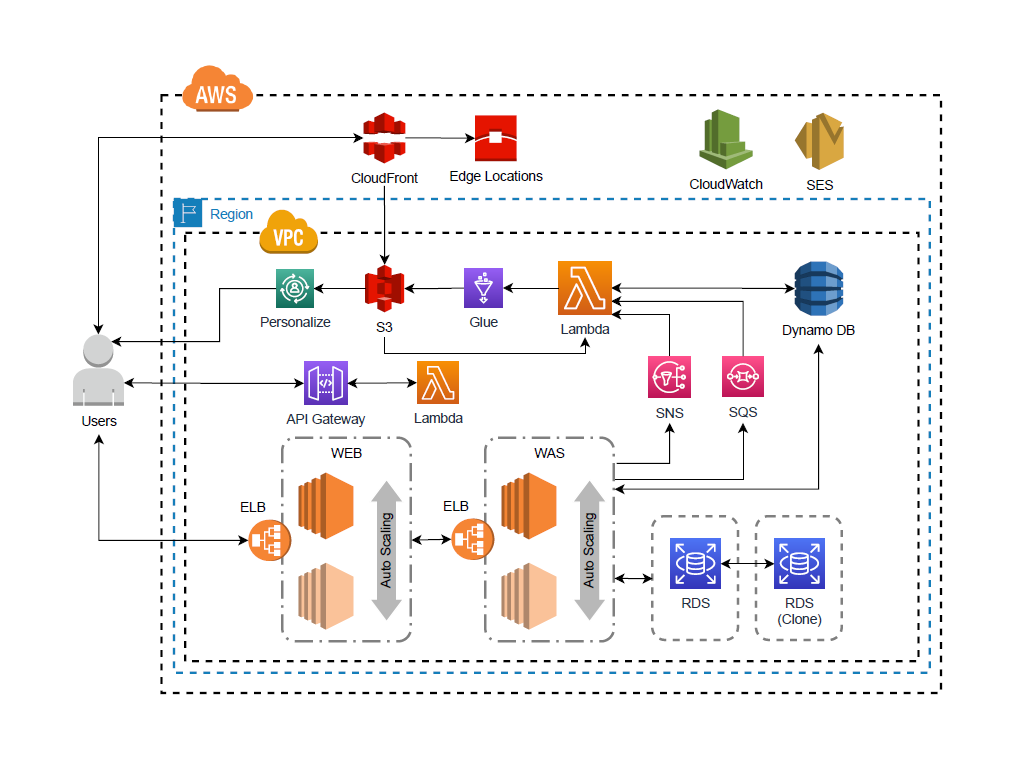 AWS
CloudFront
Edge Locations
CloudWatch
SES
Region
VPC
Personalize
S3
Glue
Lambda
Dynamo DB
Users
API Gateway
Lambda
SNS
SQS
WEB
WAS
ELB
Auto Scaling
ELB
Auto Scaling
RDS
RDS
(Clone)